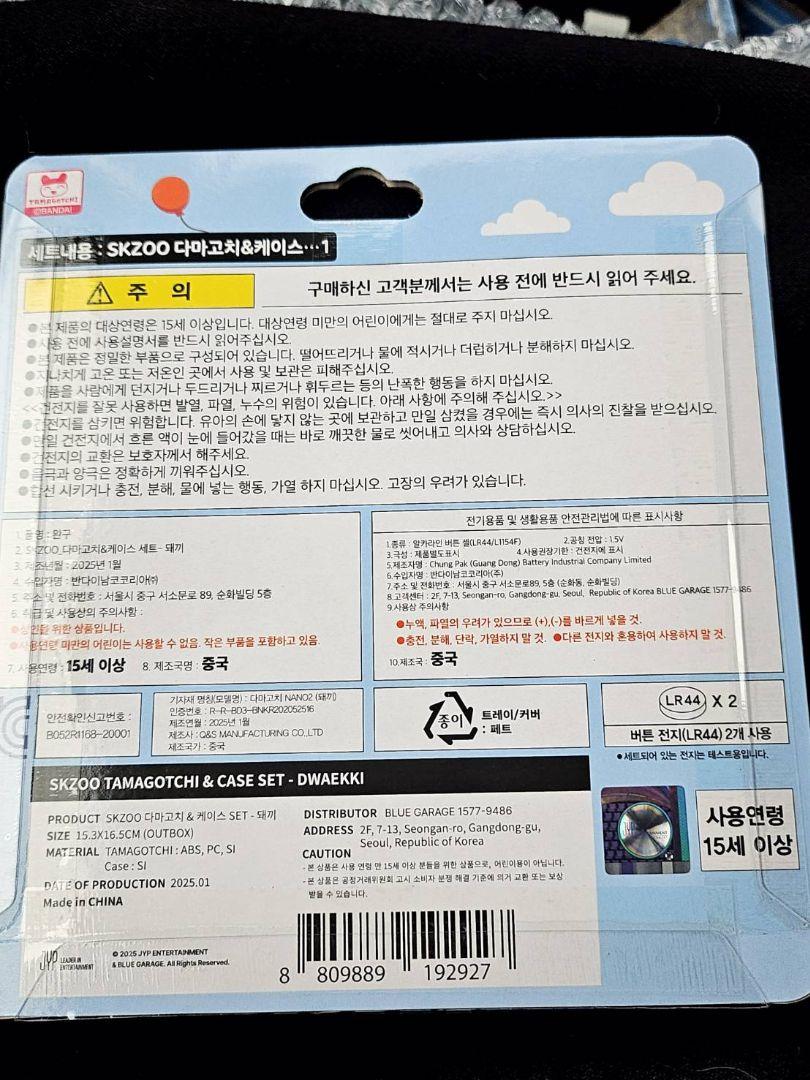 TAMAGOTCHI
©BANDAI
세트내용 : SKZOO 다마고치&케이스…1
주 의
구매하신 고객분께서는 사용 전에 반드시 읽어 주세요.
●본 제품의 대상연령은 15세 이상입니다. 대상연령 미만의 어린이에게는 절대로 주지 마십시오.
●사용 전에 사용설명서를 반드시 읽어주십시오.
●본 제품은 정밀한 부품으로 구성되어 있습니다. 떨어뜨리거나 물에 적시거나 더럽히거나 분해하지 마십시오.
●지나치게 고온 또는 저온인 곳에서 사용 및 보관은 피해주십시오.
●제품을 사람에게 던지거나 두드리거나 찌르거나 휘두르는 등의 난폭한 행동을 하지 마십시오.
<<건전지를 잘못 사용하면 발열, 파열, 누수의 위험이 있습니다. 아래 사항에 주의해 주십시오.>>
●건전지를 삼키면 위험합니다. 유아의 손에 닿지 않는 곳에 보관하고 만일 삼켰을 경우에는 즉시 의사의 진찰을 받으십시오.
●만일 건전지에서 흐른 액이 눈에 들어갔을 때는 바로 깨끗한 물로 씻어내고 의사와 상담하십시오.
●건전지의 교환은 보호자께서 해주세요.
●음극과 양극은 정확하게 끼워주십시오.
●합선 시키거나 충전, 분해, 물에 넣는 행동, 가열 하지 마십시오. 고장의 우려가 있습니다.
1. 품명 : 완구
2. SKZOO 다마고치&케이스 세트- 돼끼
3. 제조년월 : 2025년 1월
4. 수입자명 : 반다이남코코리아㈜
5. 주소 및 전화번호 : 서울시 중구 서소문로 89, 순화빌딩 5층
6. 취급 및 사용상의 주의사항 :
●성인을 위한 상품입니다.
●사용연령 미만의 어린이는 사용할 수 없음. 작은 부품을 포함하고 있음.
7. 사용연령 : 15세 이상 8. 제조국명 : 중국
전기용품 및 생활용품 안전관리법에 따른 표시사항
1.종류 : 알카라인 버튼 셀(LR44/L1154F) 2.공칭 전압 : 1.5V
3.극성 : 제품별도표시 4.사용권장기한 : 건전지에 표시
5.제조자명 : Chung Pak (Guang Dong) Battery Industrial Company Limited
6.수입자명 : 반다이남코코리아(주)
7.주소 및 전화번호 : 서울시 중구 서소문로89, 5층 (순화동, 순화빌딩)
8.고객센터 : 2F, 7-13, Seongan-ro, Gangdong-gu, Seoul, Republic of Korea BLUE GARAGE 1577-9486
9.사용상 주의사항
●누액, 파열의 우려가 있으므로 (+),(-)를 바르게 넣을 것.
●충전, 분해, 단락, 가열하지 말 것. ●다른 전지와 혼용하여 사용하지 말 것.
10.제조국 : 중국
안전확인신고번호 :
B052R1168-20001
기자재 명칭(모델명) : 다마고치 NANO2 (돼끼)
인증번호 : R-R-BD3-BNKR202052516
제조연월 : 2025년 1월
제조사 : Q&S MANUFACTURING CO.,LTD
제조국가 : 중국
종이
트레이/커버
: 페트
LR44 X 2
버튼 전지(LR44) 2개 사용
●세트되어 있는 전지는 테스트용입니다.
SKZOO TAMAGOTCHI & CASE SET - DWAEKKI
PRODUCT SKZOO 다마고치 & 케이스 SET - 돼끼
SIZE 15.3X16.5CM (OUTBOX)
MATERIAL TAMAGOTCHI : ABS, PC, SI
Case : SI
DATE OF PRODUCTION 2025.01
Made in CHINA
DISTRIBUTOR BLUE GARAGE 1577-9486
ADDRESS 2F, 7-13, Seongan-ro, Gangdong-gu,
Seoul, Republic of Korea
CAUTION
- 본 상품은 사용 연령 만 15세 이상 분들을 위한 상품으로, 어린이용이 아닙니다.
- 본 상품은 공정거래위원회 고시 소비자 분쟁 해결 기준에 의거 교환 또는 보상
받을 수 있습니다.
JYP
사용연령
15세 이상
JYP LEADER IN
ENTERTAINMENT
© 2025 JYP ENTERTAINMENT
& BLUE GARAGE. All Rights Reserved.
8 809889 192927